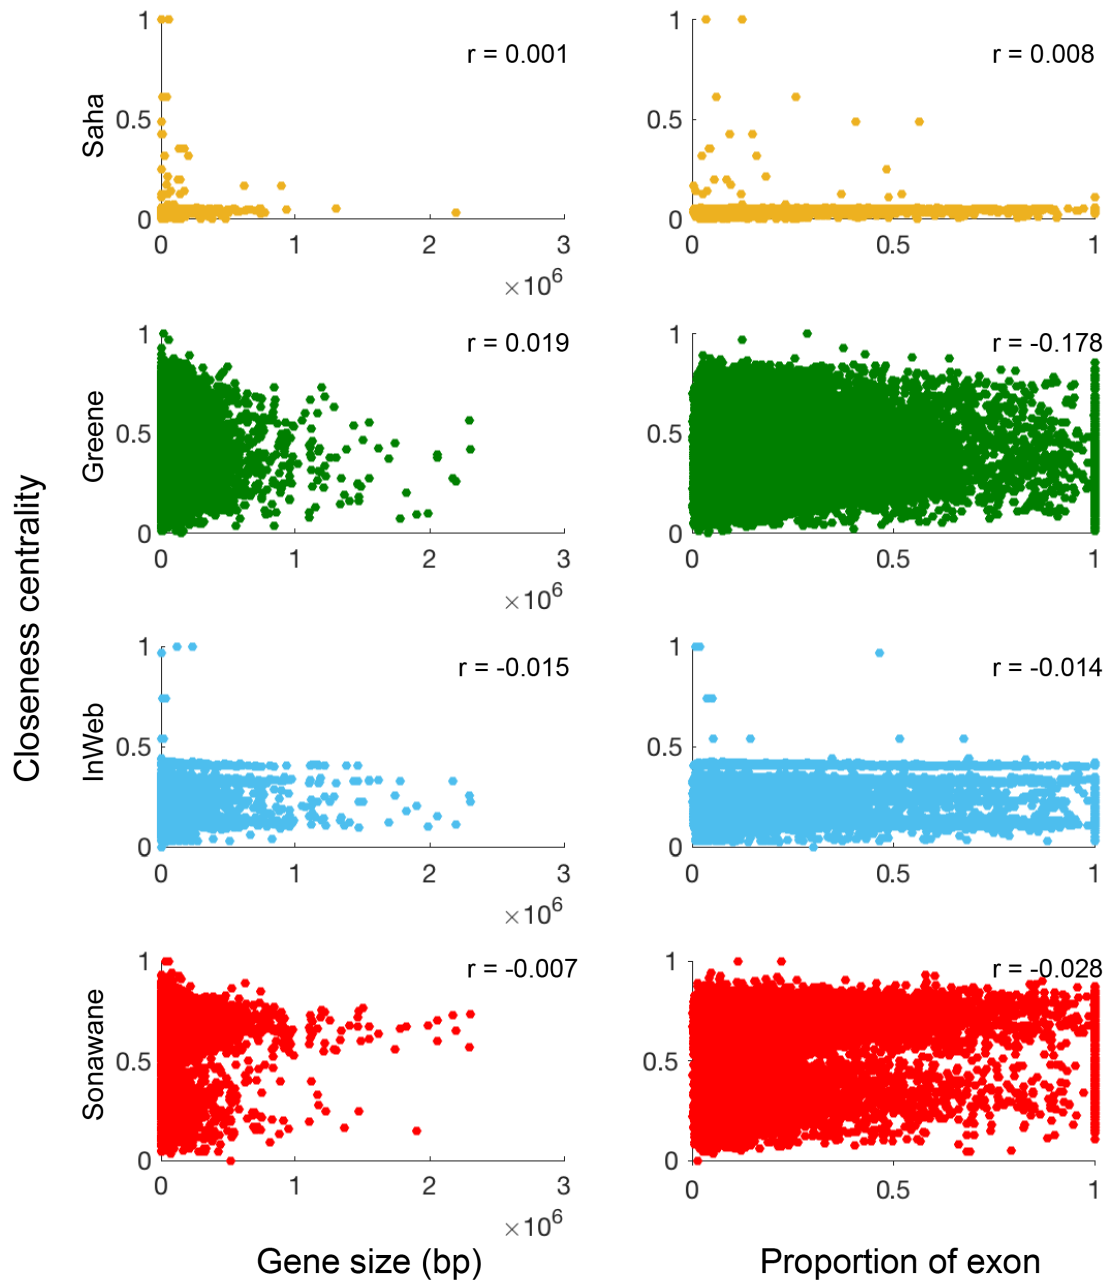 Closeness centrality
Saha
1
0.5
0
r = 0.001
0 1 2 3
×10^6
1
0.5
0
r = 0.008
0 0.5 1
Greene
1
0.5
0
r = 0.019
0 1 2 3
×10^6
1
0.5
0
r = -0.178
0 0.5 1
InWeb
1
0.5
0
r = -0.015
0 1 2 3
×10^6
1
0.5
0
r = -0.014
0 0.5 1
Sonawane
1
0.5
0
r = -0.007
0 1 2 3
×10^6
1
0.5
0
r = -0.028
0 0.5 1
Gene size (bp)
Proportion of exon